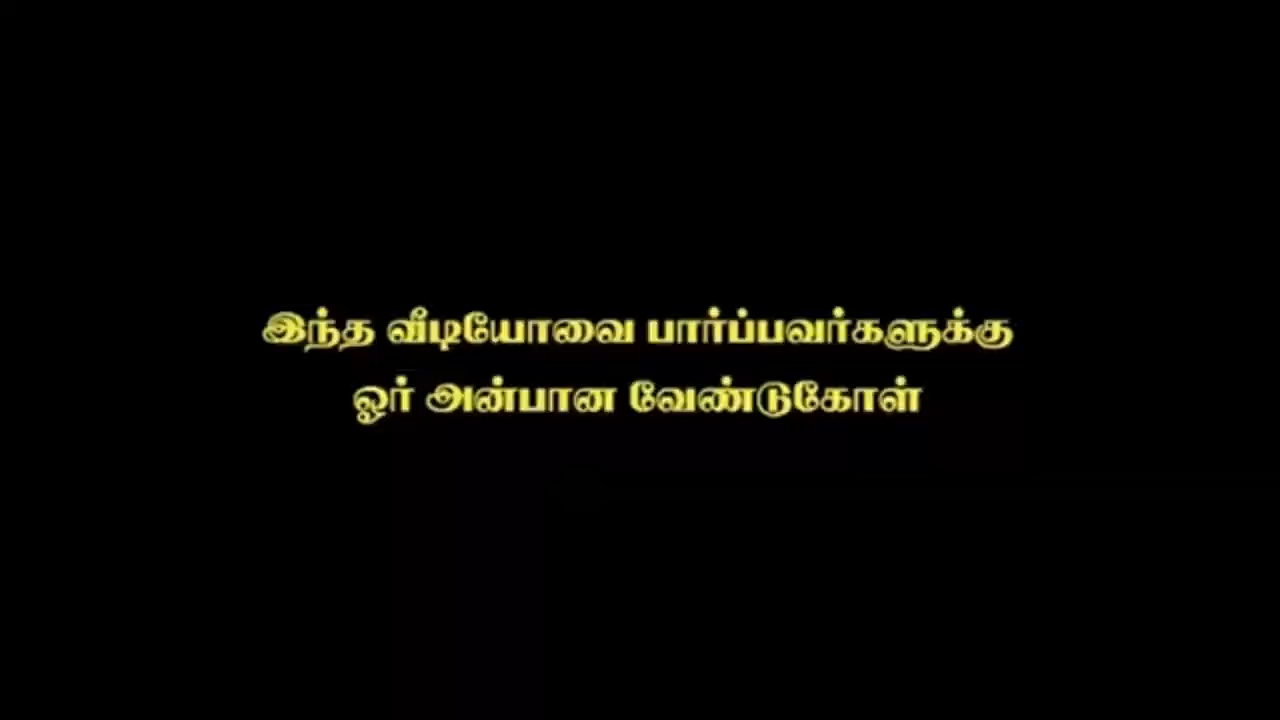 இந்த வீடியோவை பார்ப்பவர்களுக்கு
ஓர் அன்பான வேண்டுகோள்